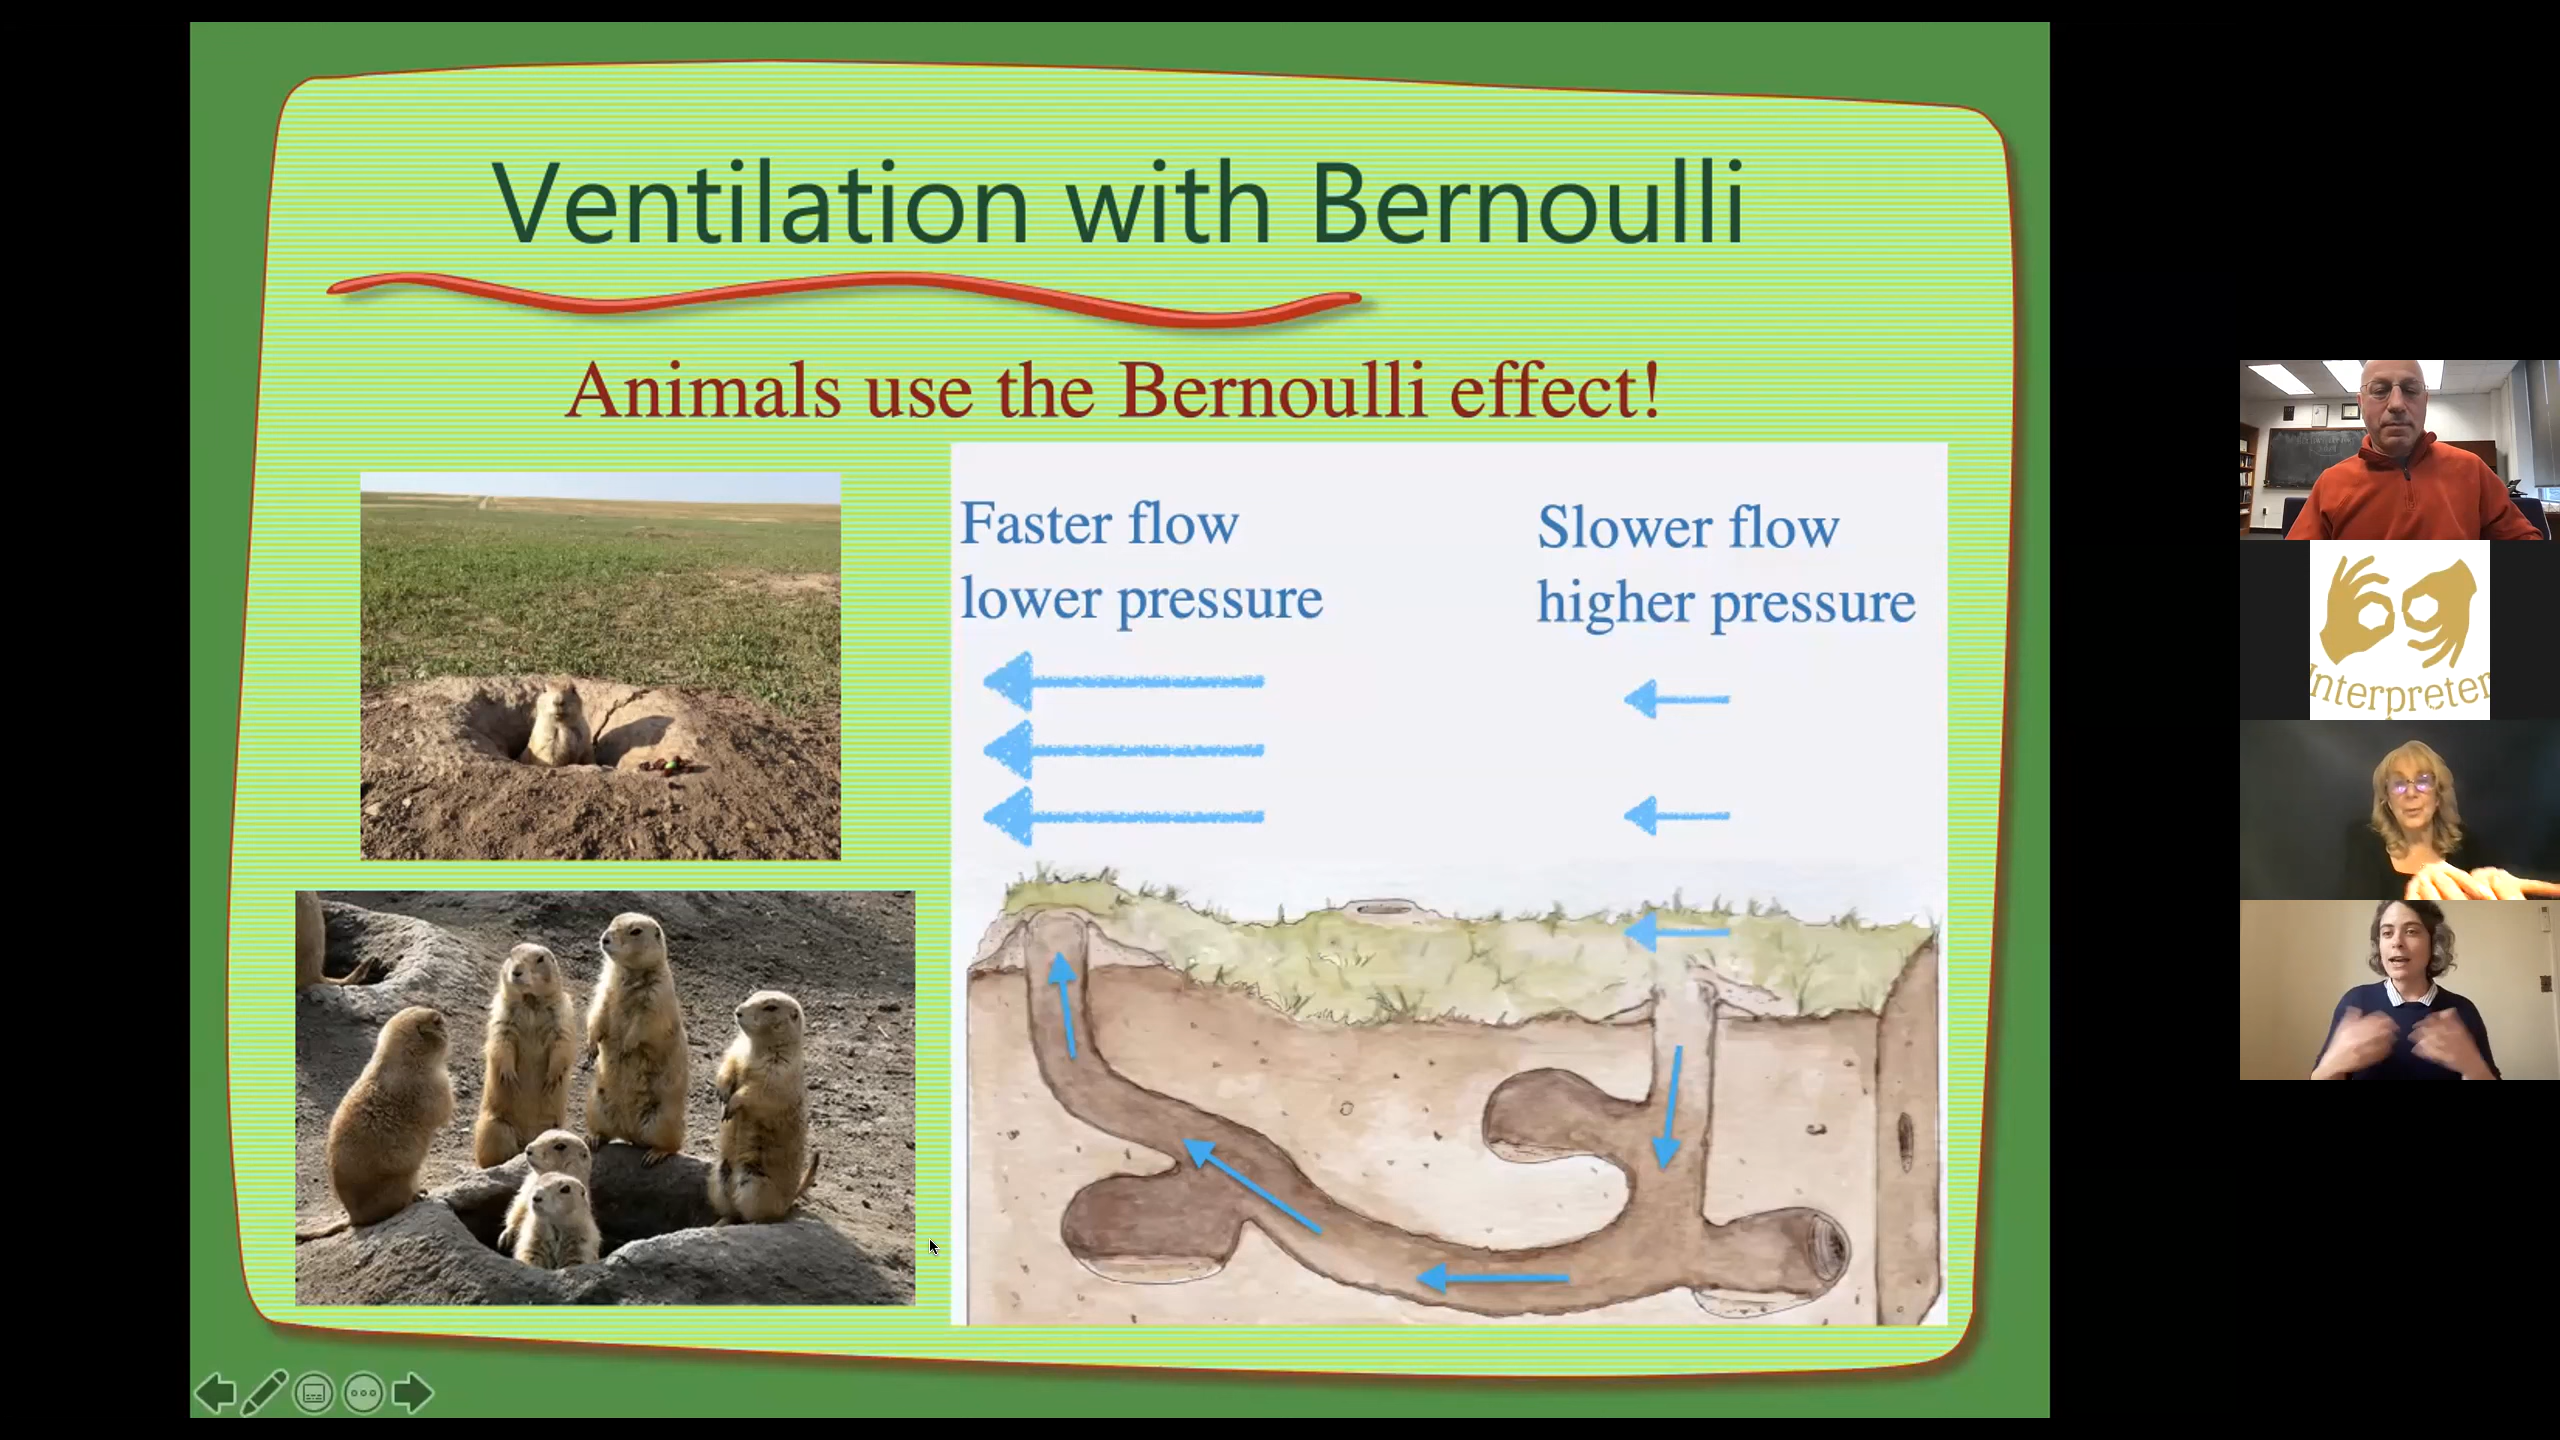 Ventilation with Bernoulli
Animals use the Bernoulli effect!
Faster flow
lower pressure
Slower flow
higher pressure
Interpreter